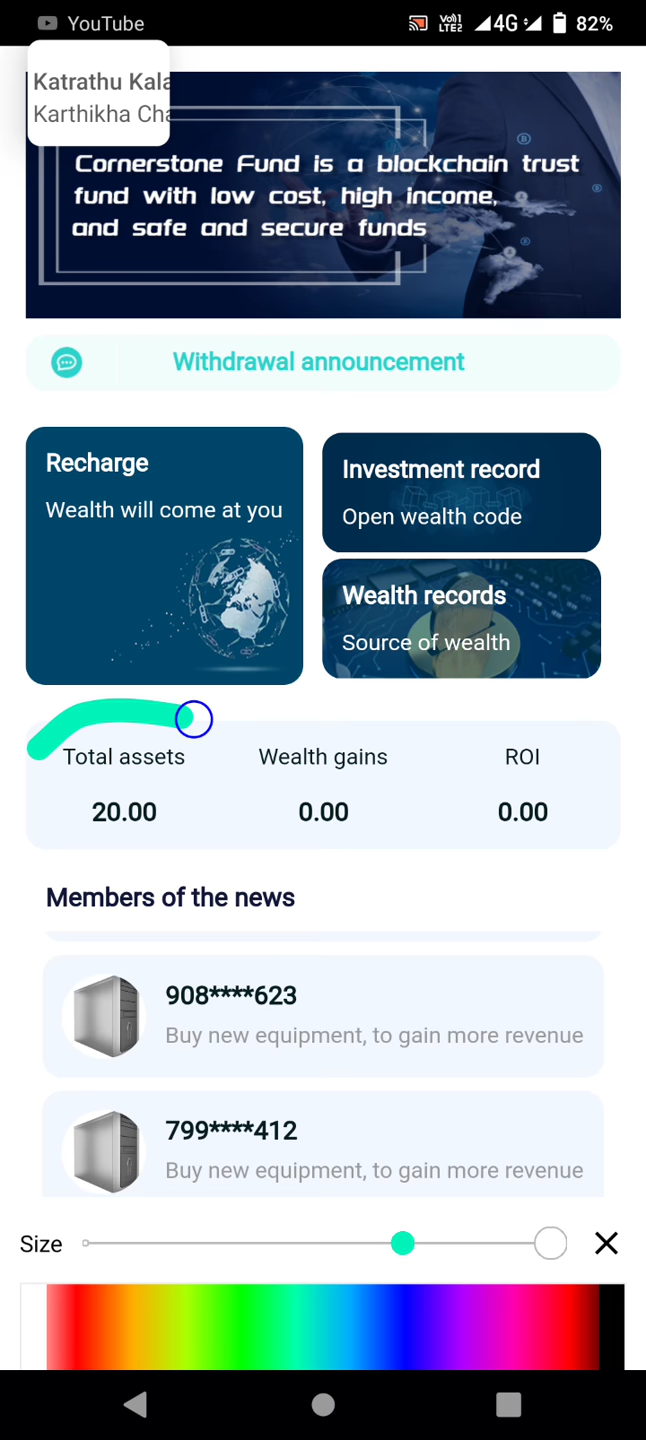 YouTube
Vo)) 1
LTE2
4G
82%
Katrathu Kala
Karthikha Cha
Cornerstone Fund is a blockchain trust
fund with low cost, high income,
and safe and secure funds
Withdrawal announcement
Recharge
Wealth will come at you
Investment record
Open wealth code
Wealth records
Source of wealth
Total assets
Wealth gains
ROI
20.00
0.00
0.00
Members of the news
908****623
Buy new equipment, to gain more revenue
799****412
Buy new equipment, to gain more revenue
Size